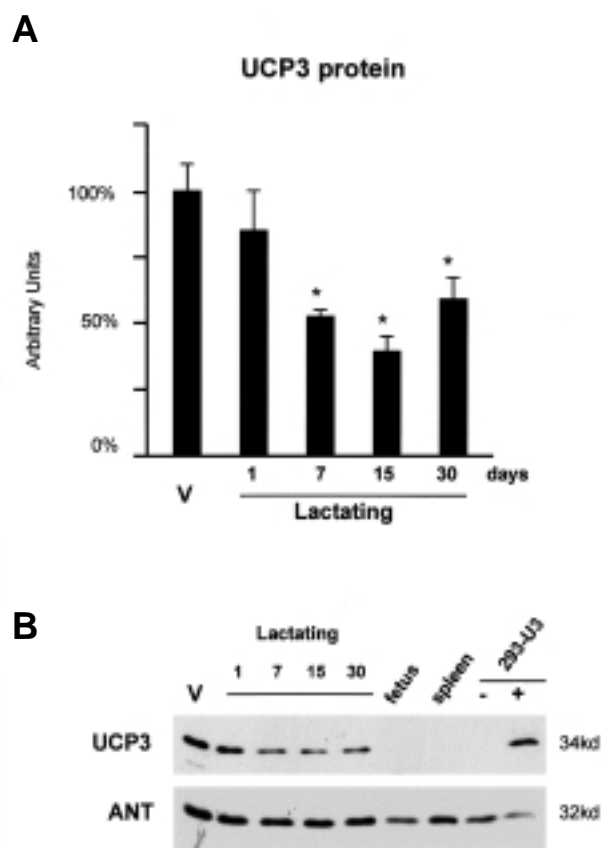 A
UCP3 protein
Arbitrary Units
100%
50%
0%
*
*
*
V
1 7 15 30 days
Lactating
B
Lactating
1 7 15 30
V
fetus
spleen
293-U3
- +
UCP3
34kd
ANT
32kd